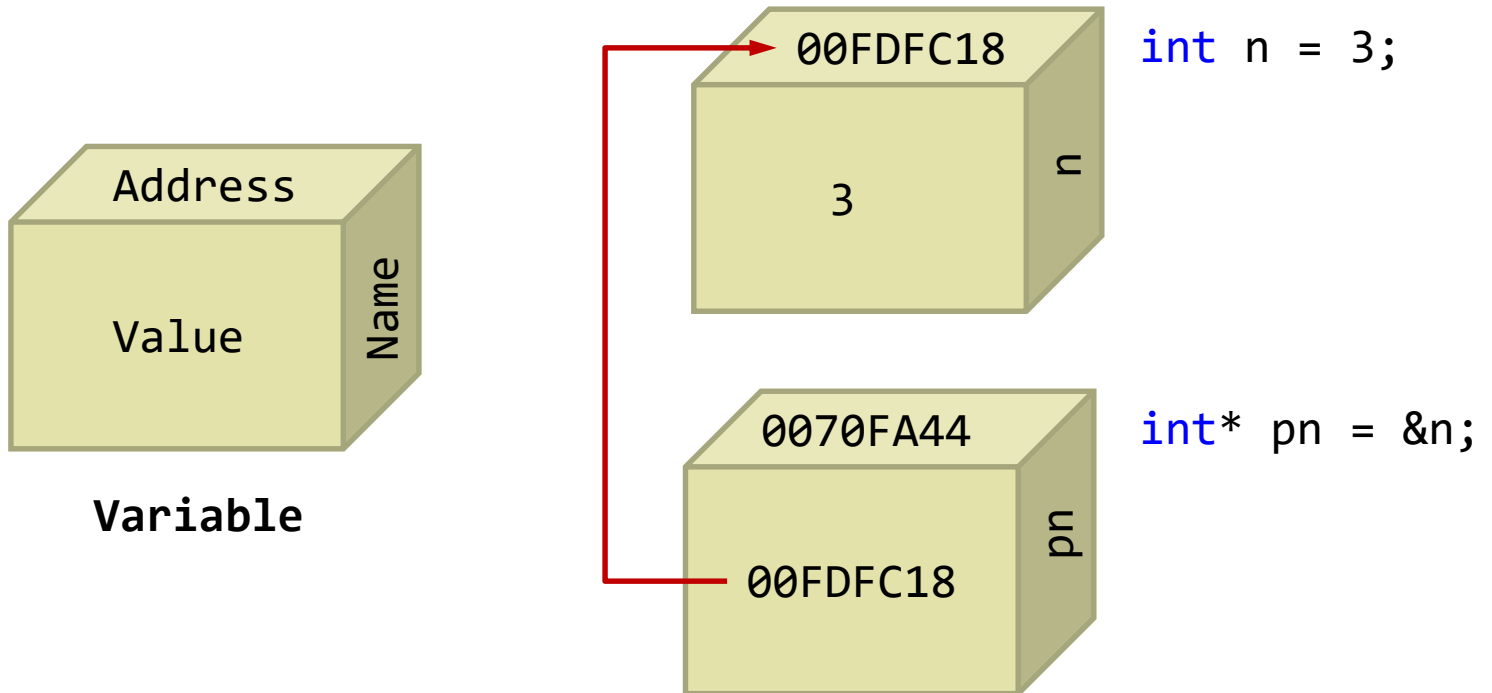 Address
Value
Name
Variable
00FDFC18
3
n
int n = 3;
0070FA44
00FDFC18
pn
int* pn = &n;